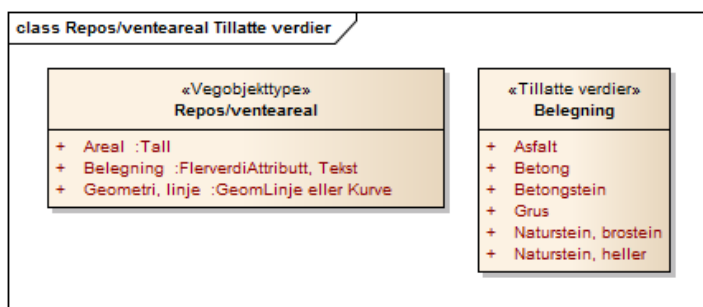 class Repos/venteareal Tillatte verdier
«Vegobjekttype»
Repos/venteareal
+ Areal :Tall
+ Belegning :FlerverdiAttributt, Tekst
+ Geometri, linje :GeomLinje eller Kurve
«Tillatte verdier»
Belegning
+ Asfalt
+ Betong
+ Betongstein
+ Grus
+ Naturstein, brostein
+ Naturstein, heller